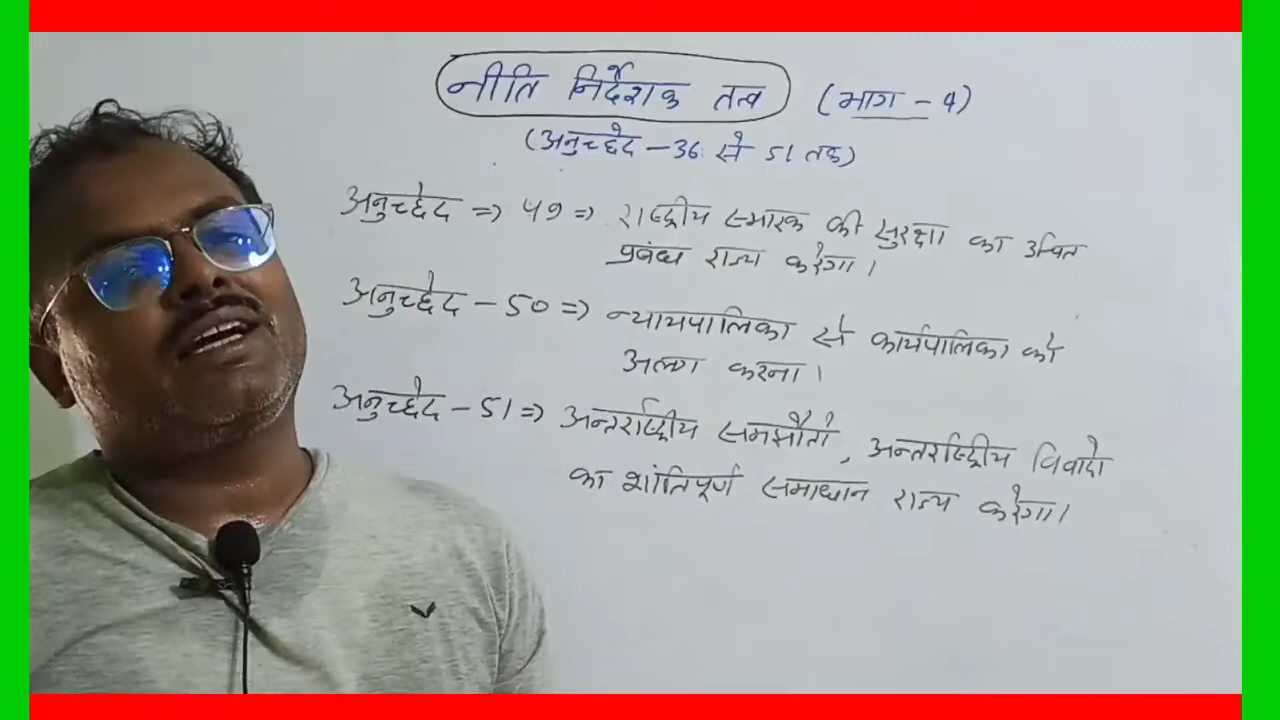 नीति निर्देशक तत्व (भाग - 4)
(अनुच्छेद - 36 से 51 तक)
अनुच्छेद => 49 => राष्ट्रीय स्मारक की सुरक्षा का उचित
प्रबंध राज्य करेगा।
अनुच्छेद - 50 => न्यायपालिका से कार्यपालिका को
अलग करना।
अनुच्छेद - 51 => अन्तर्राष्ट्रीय समझौतो, अन्तर्राष्ट्रीय विवादो
का शांतिपूर्ण समाधान राज्य करेगा।